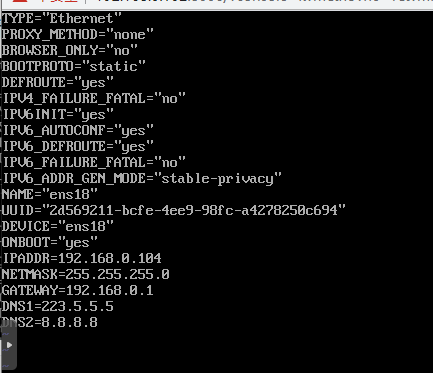 TYPE="Ethernet"
PROXY_METHOD="none"
BROWSER_ONLY="no"
BOOTPROTO="static"
DEFROUTE="yes"
IPV4_FAILURE_FATAL="no"
IPV6INIT="yes"
IPV6_AUTOCONF="yes"
IPV6_DEFROUTE="yes"
IPV6_FAILURE_FATAL="no"
IPV6_ADDR_GEN_MODE="stable-privacy"
NAME="ens18"
UUID="2d569211-bcfe-4ee9-98fc-a4278250c694"
DEVICE="ens18"
ONBOOT="yes"
IPADDR=192.168.0.104
NETMASK=255.255.255.0
GATEWAY=192.168.0.1
DNS1=223.5.5.5
DNS2=8.8.8.8